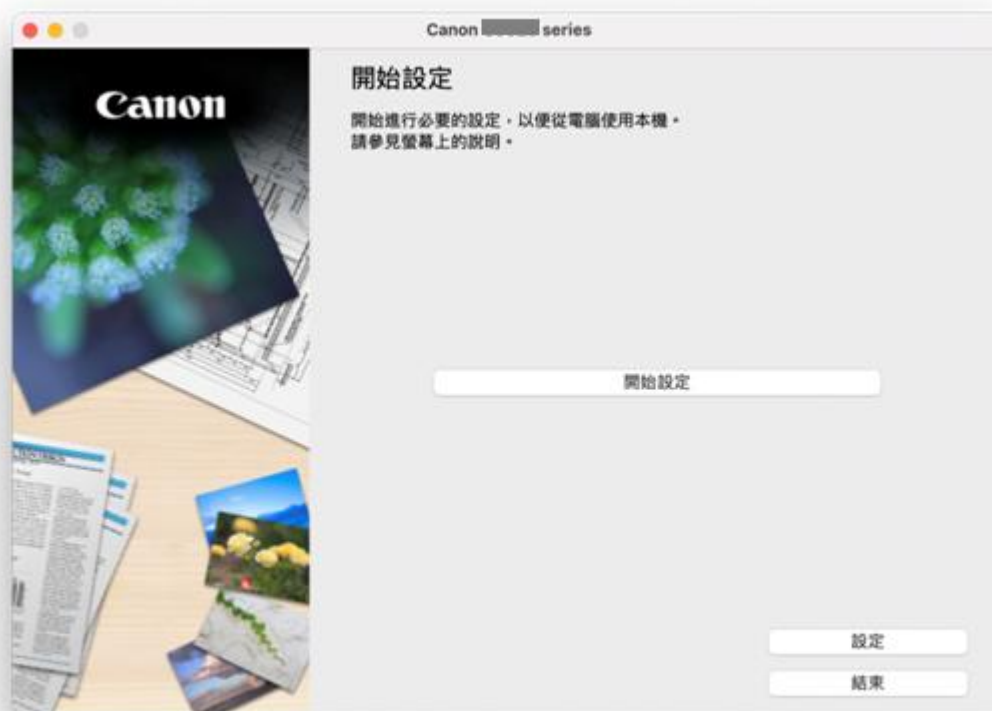 Canon series
Canon
開始設定
開始進行必要的設定，以便從電腦使用本機。
請參見螢幕上的說明。
開始設定
設定
結束